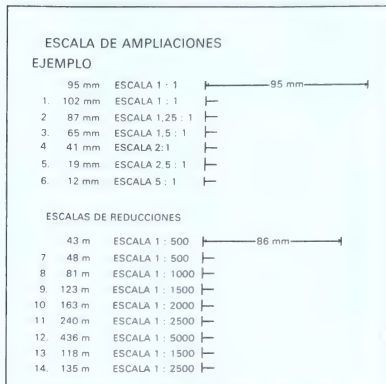 ESCALA DE AMPLIACIONES
EJEMPLO
95 mm ESCALA 1 · 1 95 mm
1. 102 mm ESCALA 1 : 1
2 87 mm ESCALA 1,25 : 1
3. 65 mm ESCALA 1,5 : 1
4 41 mm ESCALA 2:1
5. 19 mm ESCALA 2.5 : 1
6. 12 mm ESCALA 5 : 1
ESCALAS DE REDUCCIONES
43 m ESCALA 1 : 500 86 mm
7 48 m ESCALA 1 : 500
8 81 m ESCALA 1 : 1000
9. 123 m ESCALA 1 : 1500
10 163 m ESCALA 1 : 2000
11 240 m ESCALA 1 : 2500
12. 436 m ESCALA 1 : 5000
13 118 m ESCALA 1 : 1500
14. 135 m ESCALA 1 : 2500